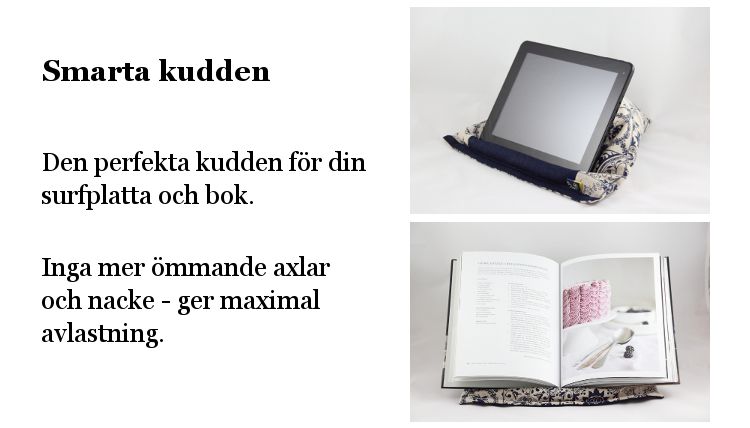 Smarta kudden
Den perfekta kudden för din
surfplatta och bok.
Inga mer ömmande axlar
och nacke - ger maximal
avlastning.